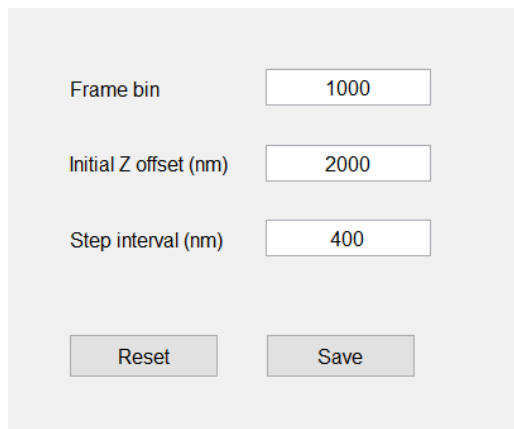 Frame bin 1000
Initial Z offset (nm) 2000
Step interval (nm) 400
Reset Save